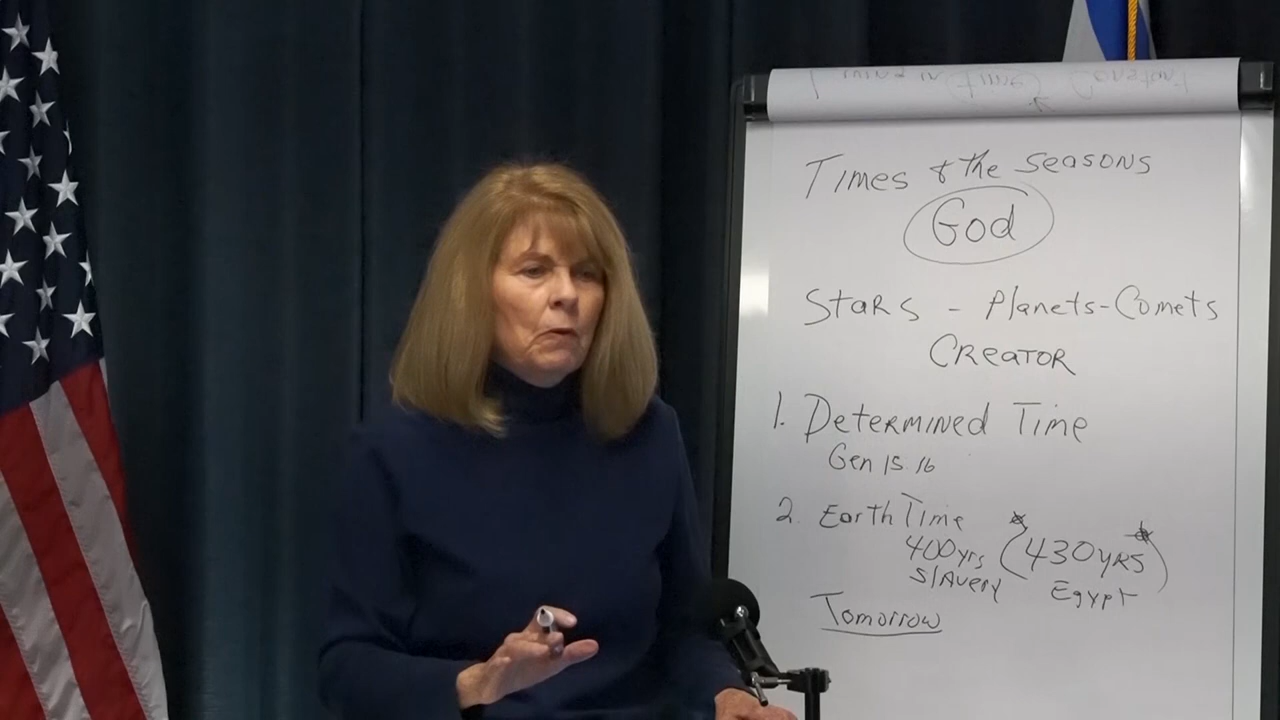 Times & the Seasons
God
Stars - Planets-Comets
Creator
1. Determined Time
Gen 15 16
2. Earth Time
400 yrs (430 yrs)
Slavery Egypt
Tomorrow